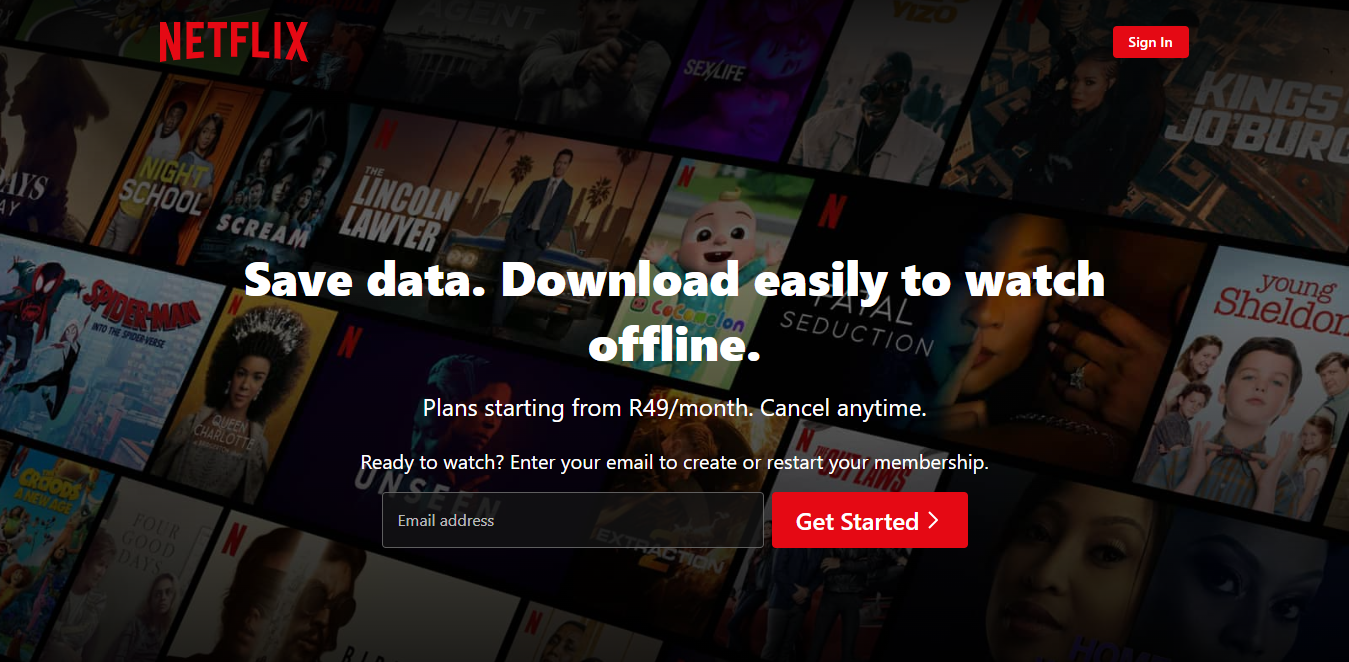 NETFLIX
Sign In
AGENT
VIZO
SEX/LIFE
KINGS
JO'BURG
NIGHT
SCHOOL
SCREAM
THE
LINCOLN
LAWYER
N
N
N
CoComelon
FATAL
SEDUCTION
young
Sheldon
SPIDER-MAN
INTO THE SPIDER-VERSE
Save data. Download easily to watch
offline.
N
N
QUEEN
CHARLOTTE
Plans starting from R49/month. Cancel anytime.
N
OUTLAWS
Ready to watch? Enter your email to create or restart your membership.
UNSEEN
THE
CROODS
A NEW AGE
FOUR
GOOD
DAYS
Email address
Get Started
N
EXTRACTION
2
N